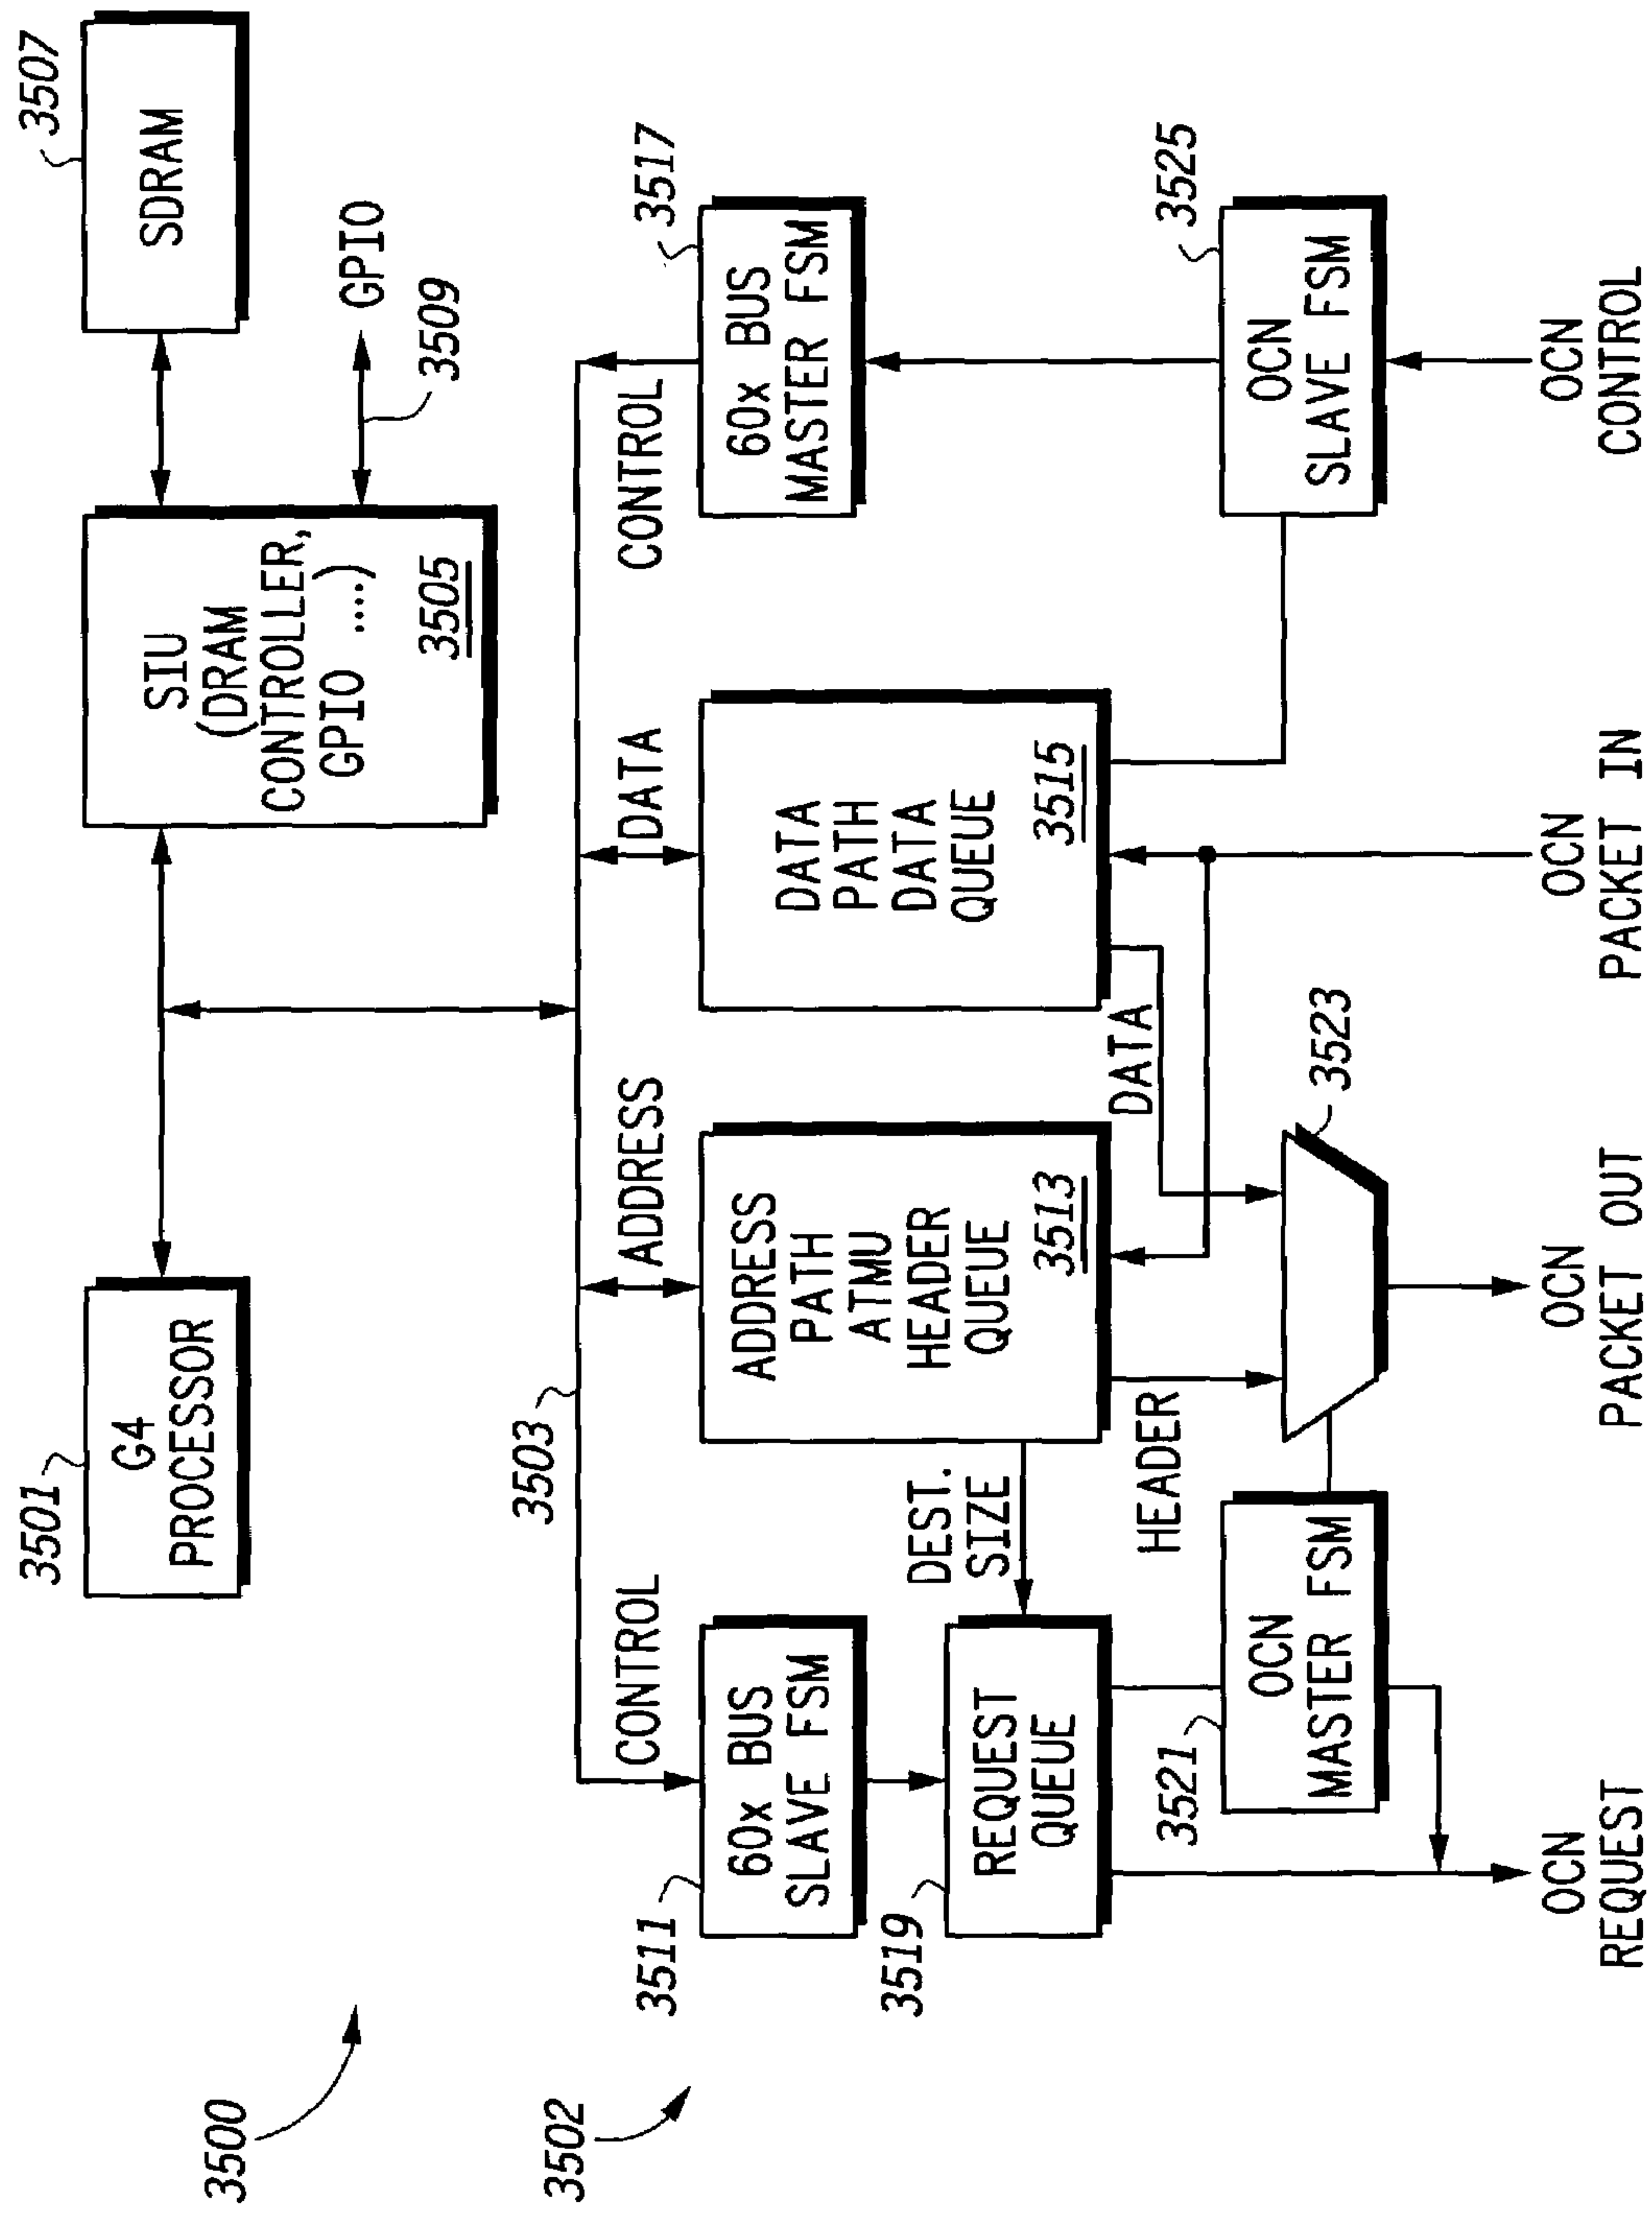 3500
3501
G4
PROCESSOR
SIU
(DRAM
CONTROLLER,
GPIO ....)
3505
3507
SDRAM
GPIO
3509
3502
3503
CONTROL
ADDRESS
DATA
CONTROL
3511
60x BUS
SLAVE FSM
ADDRESS
PATH
ATMU
HEADER
QUEUE
3513
DATA
PATH
DATA
QUEUE
3515
3517
60x BUS
MASTER FSM
3519
REQUEST
QUEUE
DEST.
SIZE
HEADER
DATA
3521
OCN
MASTER FSM
3523
3525
OCN
SLAVE FSM
OCN
REQUEST
OCN
PACKET OUT
OCN
PACKET IN
OCN
CONTROL